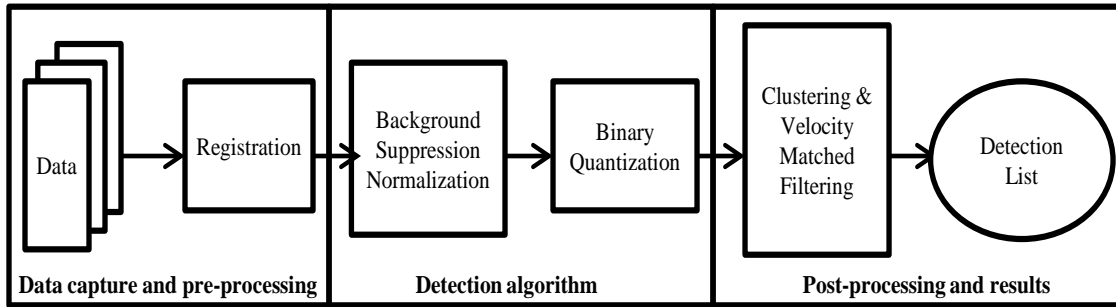 Data
Registration
Background
Suppression
Normalization
Binary
Quantization
Clustering &
Velocity
Matched
Filtering
Detection
List
Data capture and pre-processing
Detection algorithm
Post-processing and results